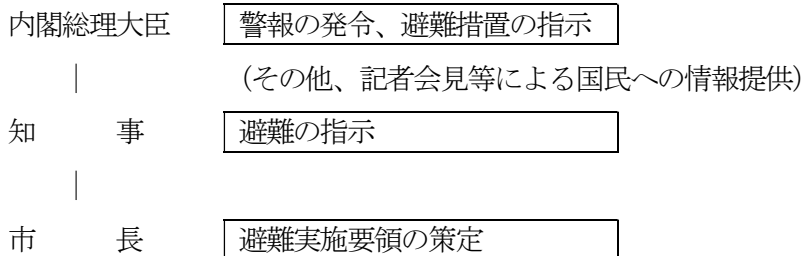 内閣総理大臣 警報の発令、避難措置の指示
(その他、記者会見等による国民への情報提供)
知 事 避難の指示
市 長 避難実施要領の策定